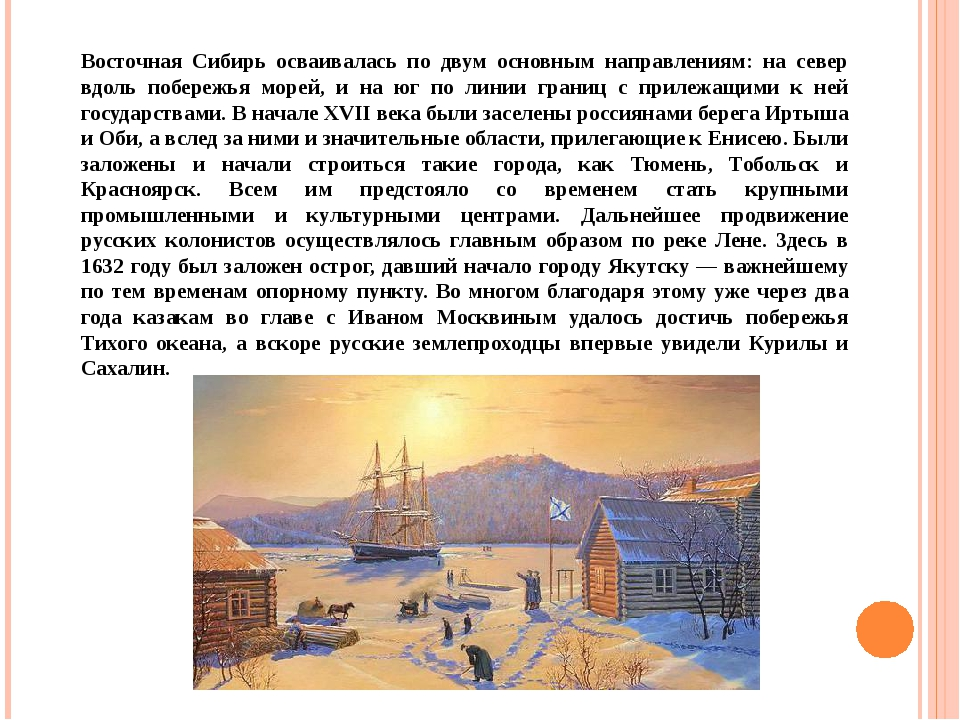 Восточная Сибирь осваивалась по двум основным направлениям: на север
вдоль побережья морей, и на юг по линии границ с прилежащими к ней
государствами. В начале XVII века были заселены россиянами берега Иртыша
и Оби, а вслед за ними и значительные области, прилегающие к Енисею. Были
заложены и начали строиться такие города, как Тюмень, Тобольск и
Красноярск. Всем им предстояло со временем стать крупными
промышленными и культурными центрами. Дальнейшее продвижение
русских колонистов осуществлялось главным образом по реке Лене. Здесь в
1632 году был заложен острог, давший начало городу Якутску — важнейшему
по тем временам опорному пункту. Во многом благодаря этому уже через два
года казакам во главе с Иваном Москвиным удалось достичь побережья
Тихого океана, а вскоре русские землепроходцы впервые увидели Курилы и
Сахалин.